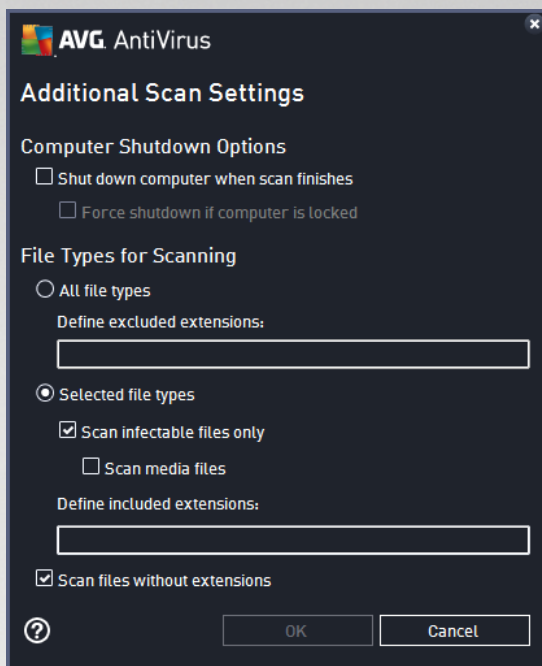 AVG. AntiVirus
Additional Scan Settings
Computer Shutdown Options
Shut down computer when scan finishes
Force shutdown if computer is locked
File Types for Scanning
All file types
Define excluded extensions:
Selected file types
Scan infectable files only
Scan media files
Define included extensions:
Scan files without extensions
? OK Cancel